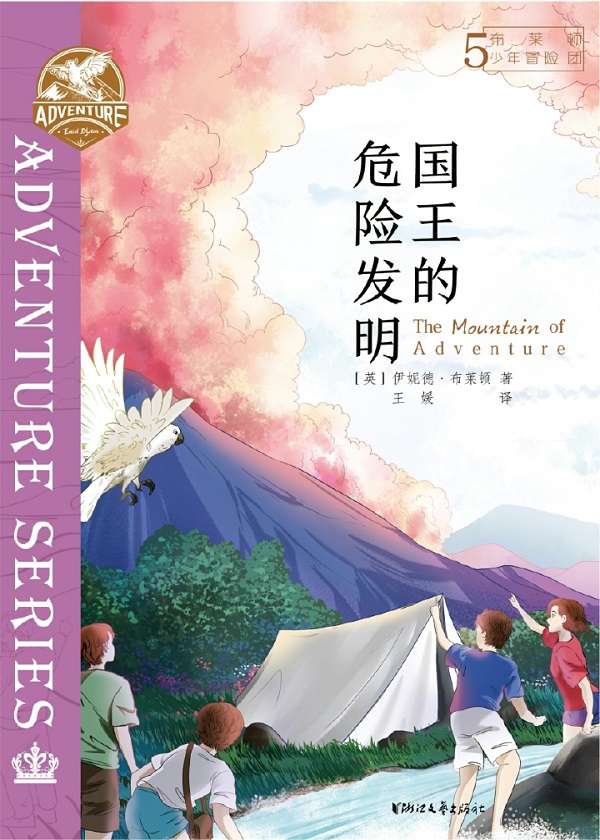 ADVENTURE
Enid Blyton
ADVENTURE SERIES
5
布莱顿
少年冒险团
国王的
危险发明
The Mountain of
Adventure
[英]伊妮德·布莱顿 著
王媛 译
浙江文艺出版社